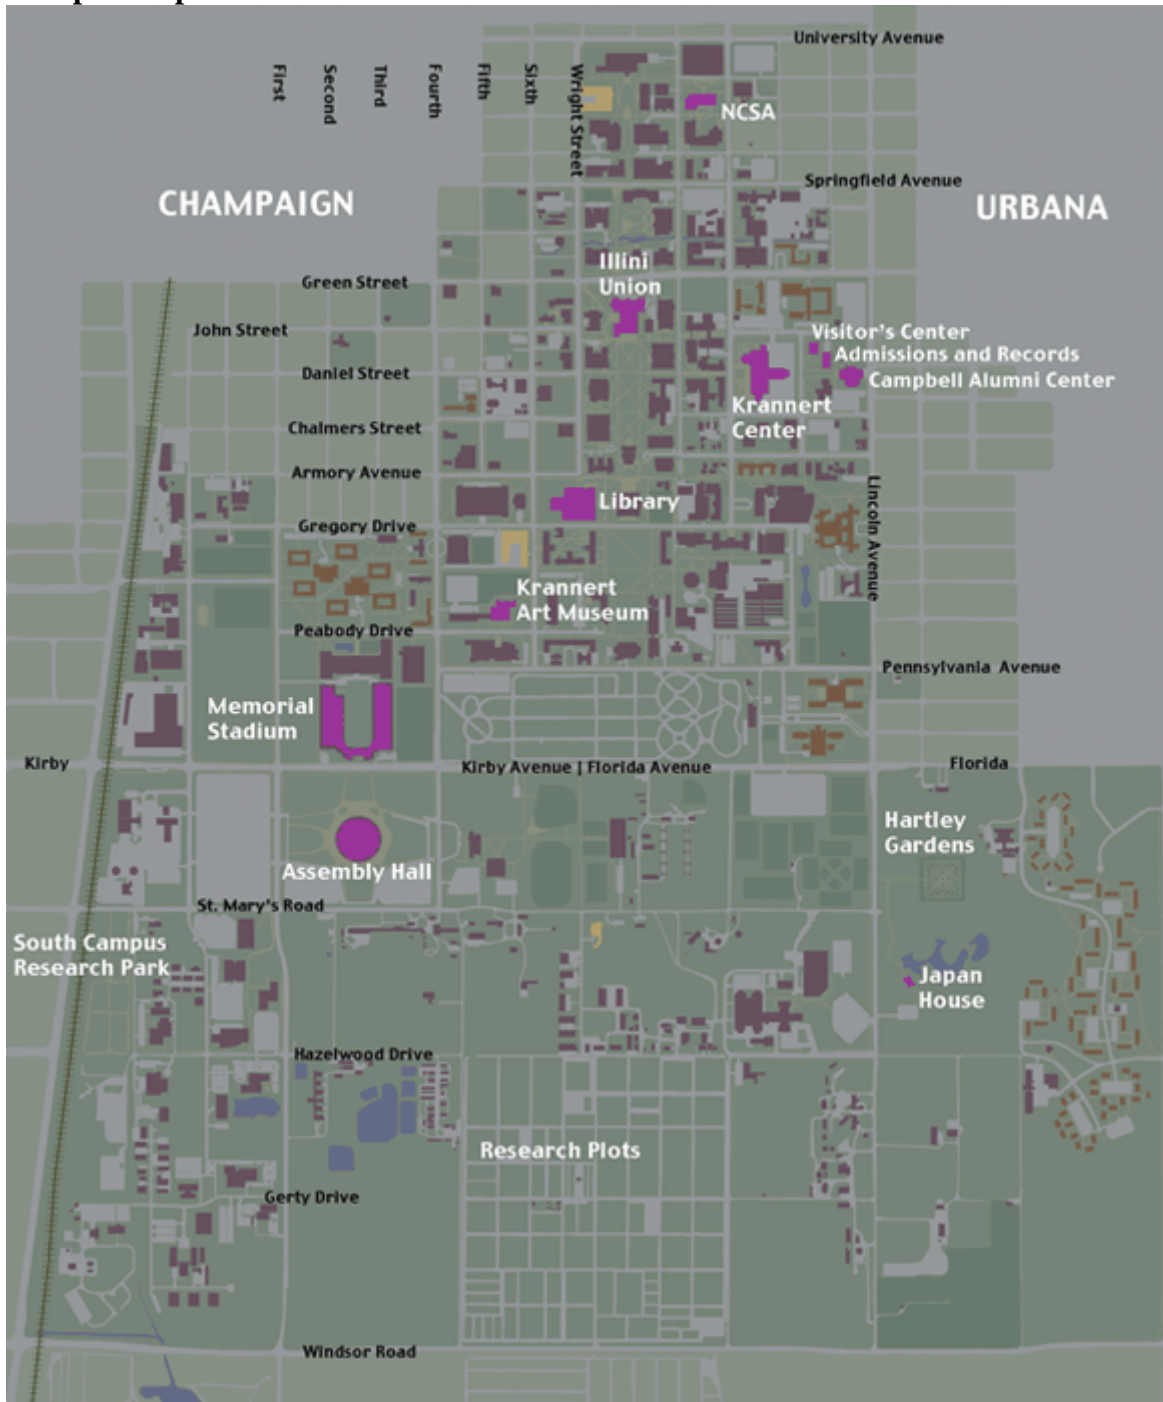 University Avenue
First
Second
Third
Fourth
Fifth
Sixth
Wright Street
NCSA
Springfield Avenue
CHAMPAIGN
URBANA
Illini
Union
Green Street
John Street
Visitor's Center
Admissions and Records
Daniel Street
Campbell Alumni Center
Krannert
Center
Chalmers Street
Armory Avenue
Library
Lincoln Avenue
Gregory Drive
Krannert
Art Museum
Peabody Drive
Pennsylvania Avenue
Memorial
Stadium
Kirby
Kirby Avenue | Florida Avenue
Florida
Hartley
Gardens
Assembly Hall
St. Mary's Road
South Campus
Research Park
Japan
House
Hazelwood Drive
Research Plots
Gerty Drive
Windsor Road